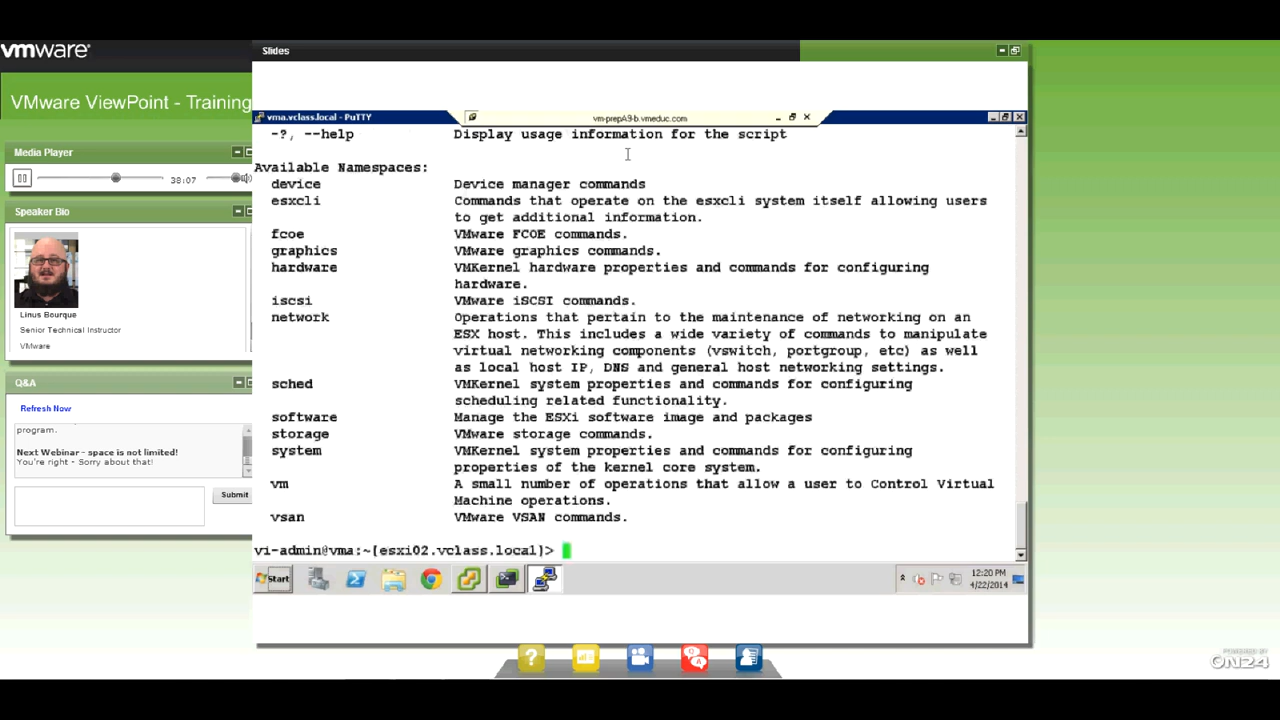 vmware
VMware ViewPoint - Training
Media Player
38:07
Speaker Bio
Linus Bourque
Senior Technical Instructor
VMware
Q&A
Refresh Now
program.
Next Webinar - space is not limited!
You're right - Sorry about that!
Submit
Slides
vma.vclass.local - PuTTY
vm-prepA9-b.vmeduc.com
-?, --help Display usage information for the script
Available Namespaces:
device Device manager commands
esxcli Commands that operate on the esxcli system itself allowing users
to get additional information.
fcoe VMware FCOE commands.
graphics VMware graphics commands.
hardware VMKernel hardware properties and commands for configuring
hardware.
iscsi VMware iSCSI commands.
network Operations that pertain to the maintenance of networking on an
ESX host. This includes a wide variety of commands to manipulate
virtual networking components (vswitch, portgroup, etc) as well
as local host IP, DNS and general host networking settings.
sched VMKernel system properties and commands for configuring
scheduling related functionality.
software Manage the ESXi software image and packages
storage VMware storage commands.
system VMKernel system properties and commands for configuring
properties of the kernel core system.
vm A small number of operations that allow a user to Control Virtual
Machine operations.
vsan VMware VSAN commands.
vi-admin@vma:~[esxi02.vclass.local]>
Start
12:20 PM
4/22/2014
POWERED BY
ON24